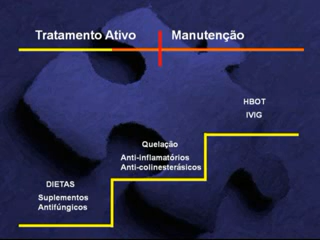 Tratamento Ativo
Manutenção
HBOT
IVIG
Quelação
Anti-inflamatórios
Anti-colinesterásicos
DIETAS
Suplementos
Antifúngicos